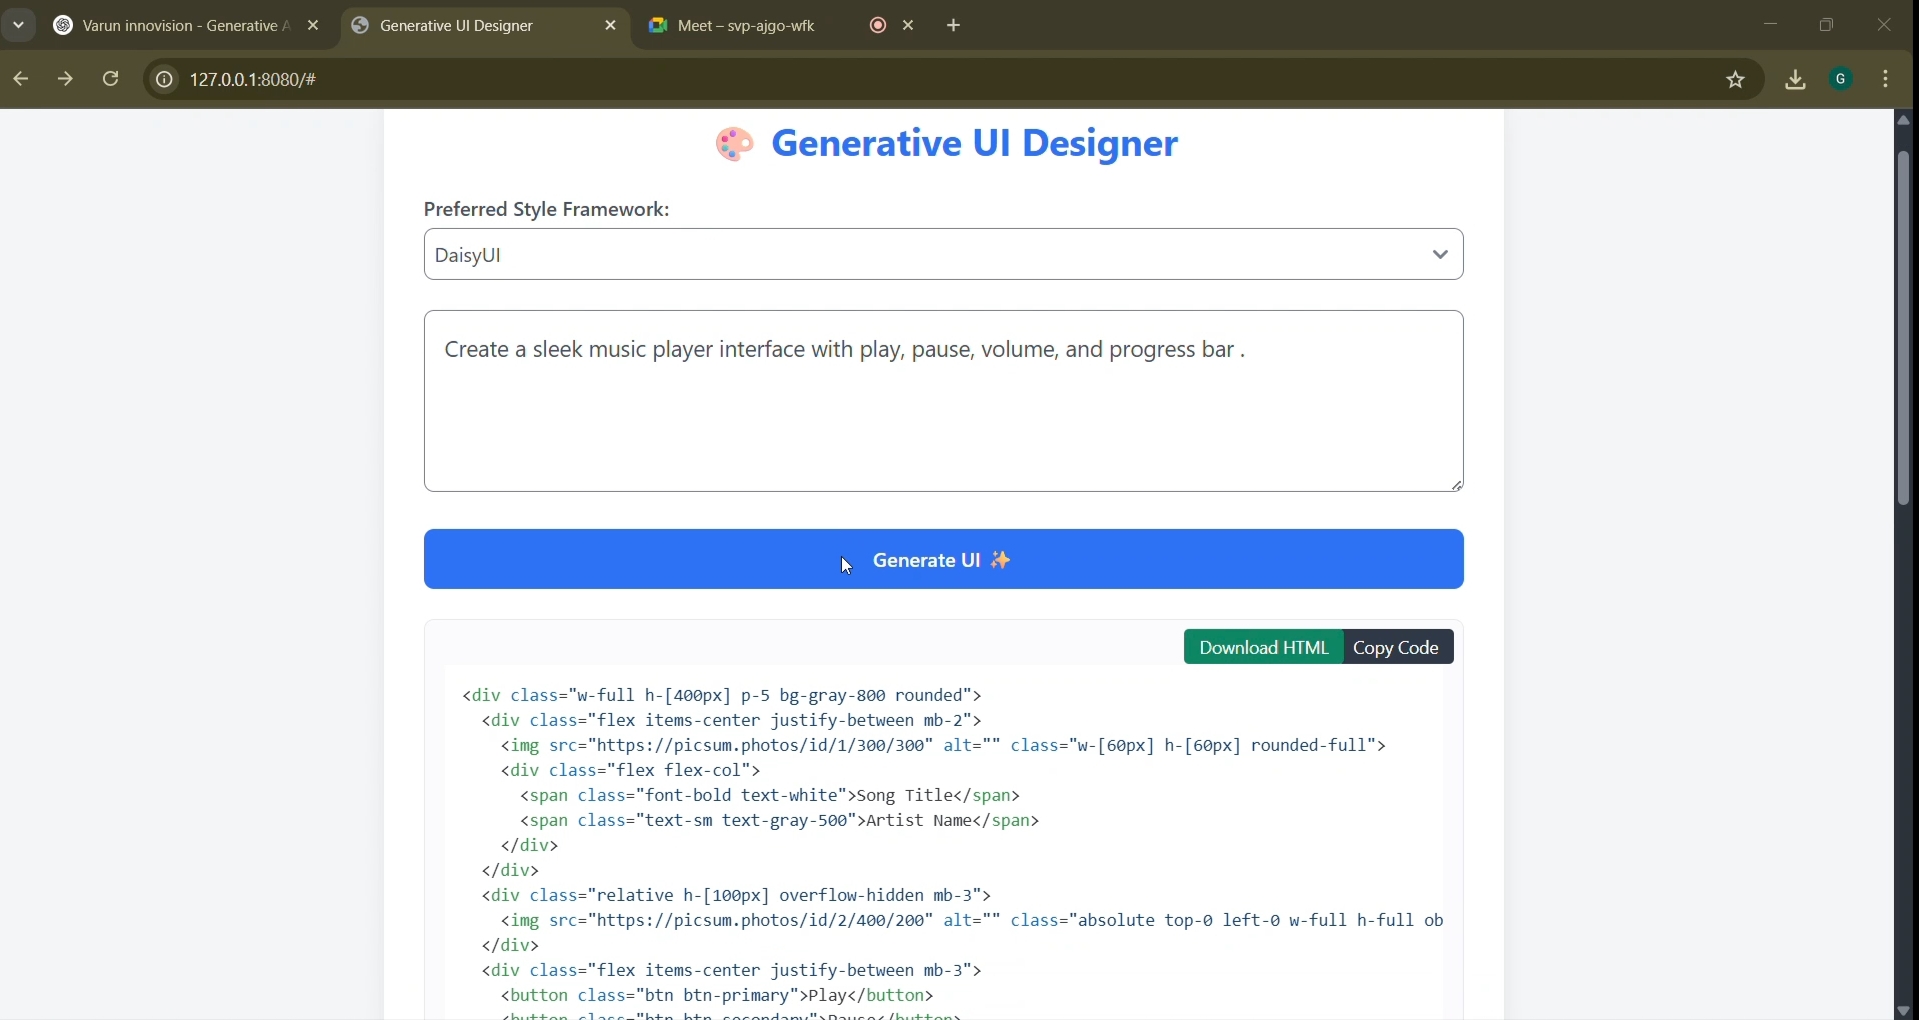 Varun innovision - Generative A
Generative UI Designer
Meet – svp-ajgo-wfk
127.0.0.1:8080/#
G
Generative UI Designer
Preferred Style Framework:
DaisyUI
Create a sleek music player interface with play, pause, volume, and progress bar .
Generate UI ✨
Download HTML
Copy Code
<div class="w-full h-[400px] p-5 bg-gray-800 rounded">
<div class="flex items-center justify-between mb-2">
<img src="https://picsum.photos/id/1/300/300" alt="" class="w-[60px] h-[60px] rounded-full">
<div class="flex flex-col">
<span class="font-bold text-white">Song Title</span>
<span class="text-sm text-gray-500">Artist Name</span>
</div>
</div>
<div class="relative h-[100px] overflow-hidden mb-3">
<img src="https://picsum.photos/id/2/400/200" alt="" class="absolute top-0 left-0 w-full h-full ob
</div>
<div class="flex items-center justify-between mb-3">
<button class="btn btn-primary">Play</button>
<button class="btn btn-secondary">Pause</button>